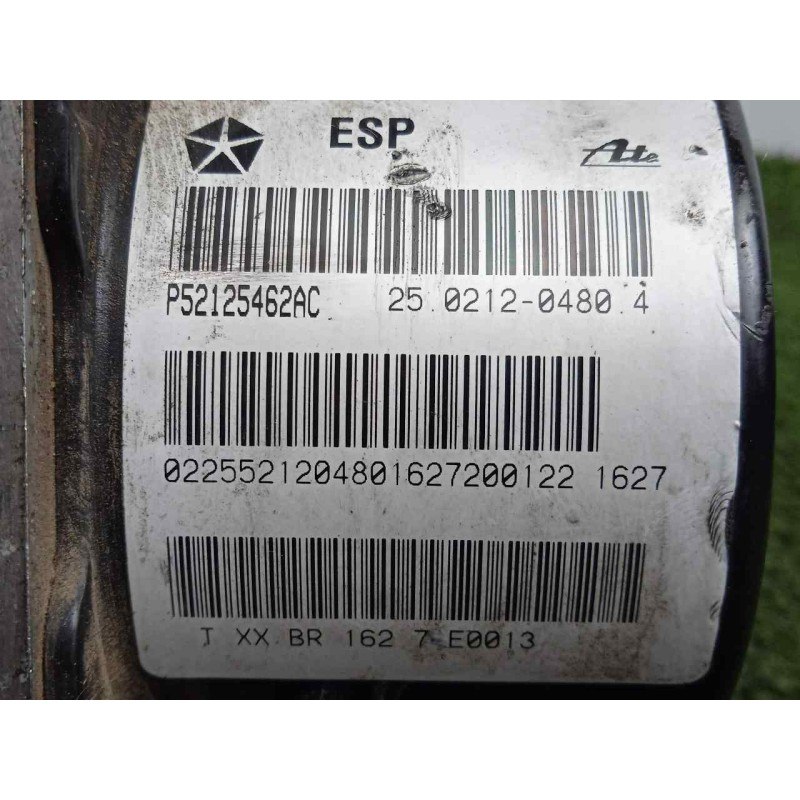 ESP Ate
P52125462AC 25.0212-0480.4
0225521204801627200122 1627
T XX BR 162 7 E0013